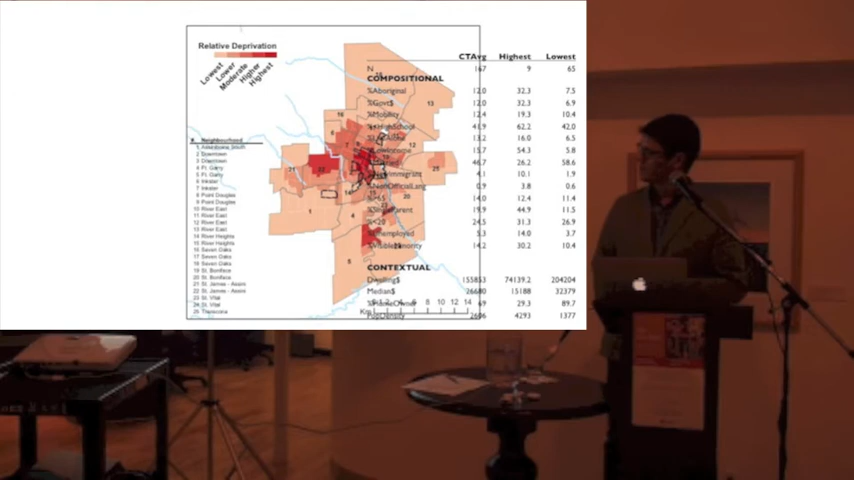 Relative Deprivation
Lowest
Lower
Moderate
Higher
Highest
# Neighbourhood
2 Downtown
3 Downtown
4 Ft. Garry
5 Ft. Garry
6 Inkster
7 Inkster
8 Point Douglas
9 Point Douglas
10 River East
11 River East
12 River East
13 River East
14 River Heights
15 River Heights
16 Seven Oaks
17 Seven Oaks
18 Seven Oaks
19 St. Boniface
20 St. Boniface
21 St. James - Assini
22 St. James - Assini
23 St. Vital
24 St. Vital
25 Transcona
CTAvg Highest Lowest
N 167 9 65
COMPOSITIONAL
%Aboriginal 12.0 32.3 7.5
%Govt$ 12.0 32.3 6.9
%Mobility 12.4 19.3 10.4
41.9 62.2 42.0
13.2 16.0 6.5
15.7 54.3 5.8
46.7 26.2 58.6
4.1 10.1 1.9
%NonOfficialLang 0.9 3.8 0.6
14.0 12.4 11.4
19.9 44.9 11.5
24.5 31.3 26.9
5.3 14.0 3.7
14.2 30.2 10.4
CONTEXTUAL
Dwelling$ 155853 74139.2 204204
Median$ 26680 15188 32379
%HomeOwner 69 29.3 89.7
PopDensity 2606 4293 1377
Km 0 1 2 4 6 8 10 12 14